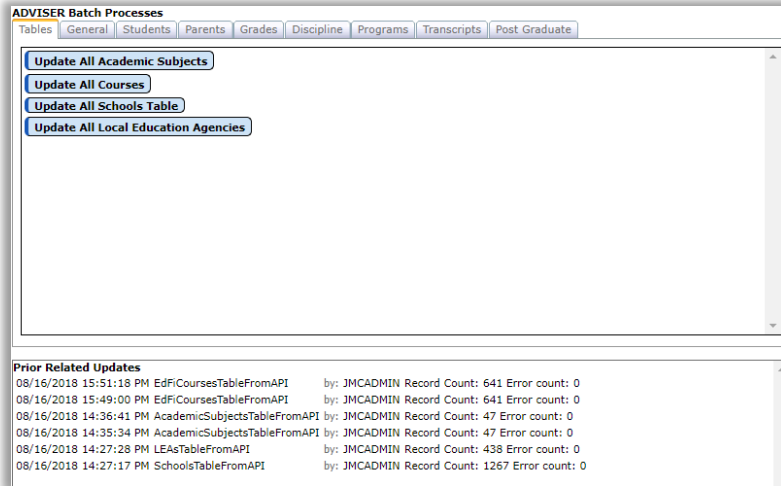 ADVISER Batch Processes
Tables General Students Parents Grades Discipline Programs Transcripts Post Graduate
Update All Academic Subjects
Update All Courses
Update All Schools Table
Update All Local Education Agencies
Prior Related Updates
08/16/2018 15:51:18 PM EdFiCoursesTableFromAPI by: JMCADMIN Record Count: 641 Error count: 0
08/16/2018 15:49:00 PM EdFiCoursesTableFromAPI by: JMCADMIN Record Count: 641 Error count: 0
08/16/2018 14:36:41 PM AcademicSubjectsTableFromAPI by: JMCADMIN Record Count: 47 Error count: 0
08/16/2018 14:35:34 PM AcademicSubjectsTableFromAPI by: JMCADMIN Record Count: 47 Error count: 0
08/16/2018 14:27:28 PM LEAsTableFromAPI by: JMCADMIN Record Count: 438 Error count: 0
08/16/2018 14:27:17 PM SchoolsTableFromAPI by: JMCADMIN Record Count: 1267 Error count: 0